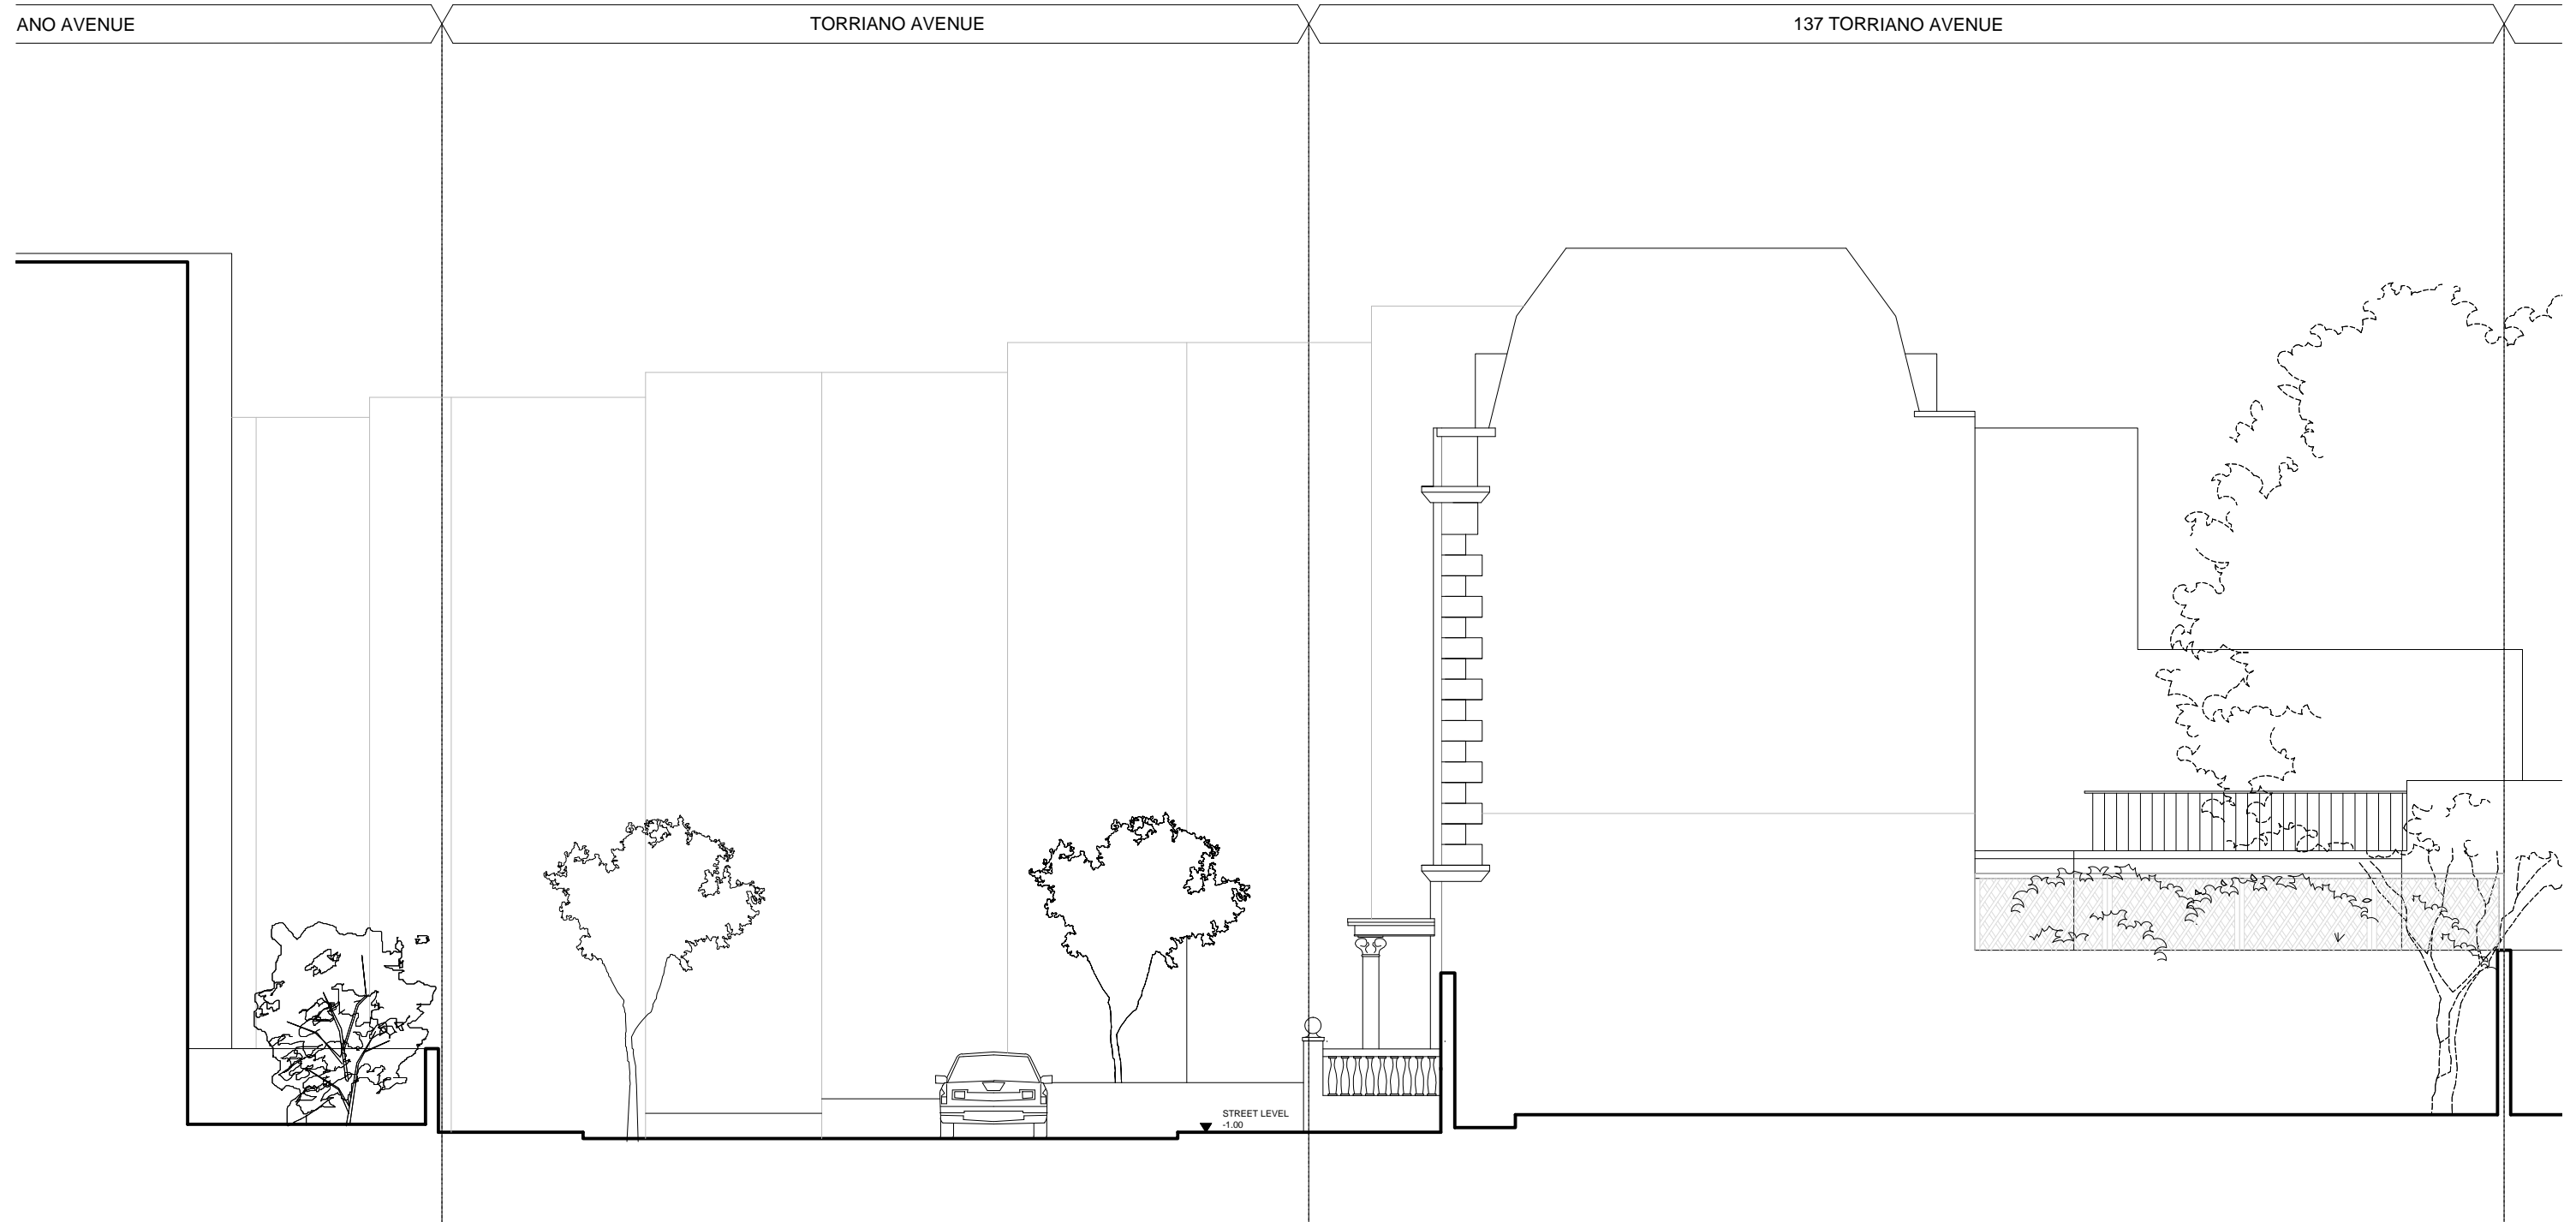 ANO AVENUE
TORRIANO AVENUE
137 TORRIANO AVENUE
STREET LEVEL
-1.00